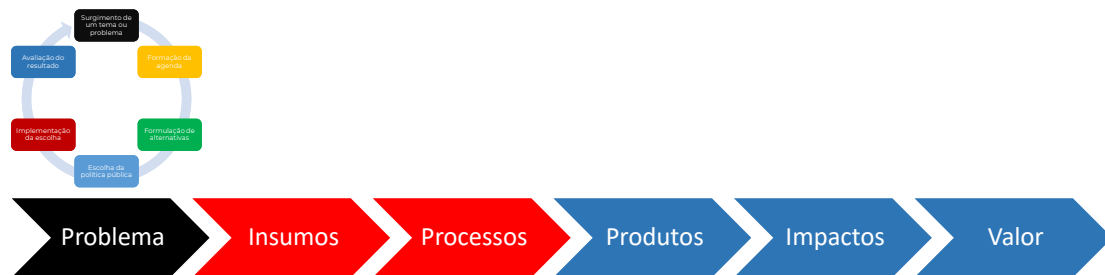 Surgimento de
um tema ou
problema
Formação da
agenda
Formulação de
alternativas
Escolha da
política pública
Implementação
da escolha
Avaliação do
resultado
Problema
Insumos
Processos
Produtos
Impactos
Valor